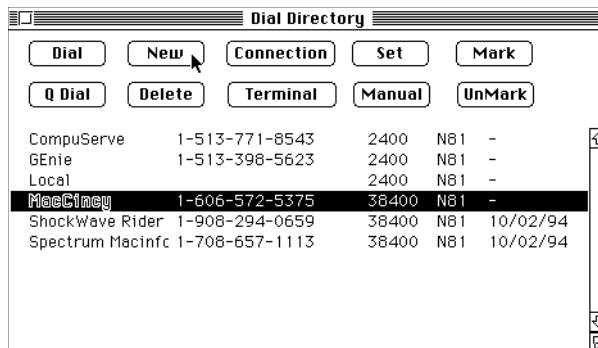 Dial Directory
Dial New Connection Set Mark
Q Dial Delete Terminal Manual UnMark
CompuServe 1-513-771-8543 2400 N81 -
GEnie 1-513-398-5623 2400 N81 -
Local 2400 N81 -
MacCincy 1-606-572-5375 38400 N81 -
ShockWave Rider 1-908-294-0659 38400 N81 10/02/94
Spectrum Macinfo 1-708-657-1113 38400 N81 10/02/94